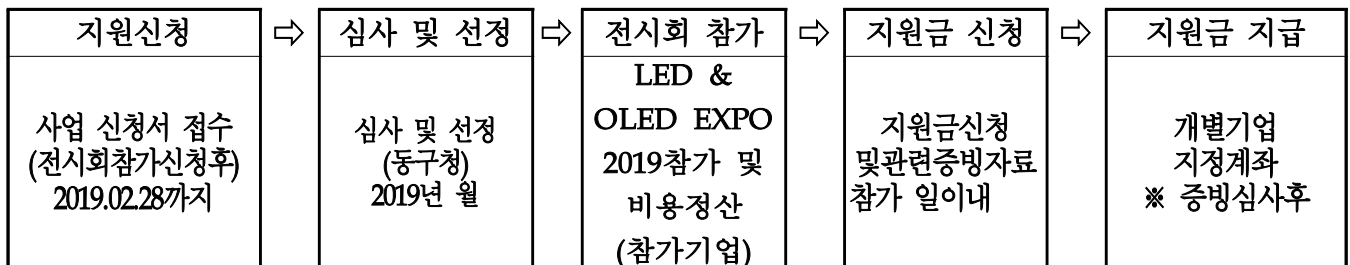 지원신청 ⇨ 심사 및 선정 ⇨ 전시회 참가 ⇨ 지원금 신청 ⇨ 지원금 지급
사업 신청서 접수
(전시회참가신청후)
2019.02.28까지
심사 및 선정
(동구청)
2019년 월
LED &
OLED EXPO
2019참가 및
비용정산
(참가기업)
지원금신청
및관련증빙자료
참가 일이내
개별기업
지정계좌
※ 증빙심사후